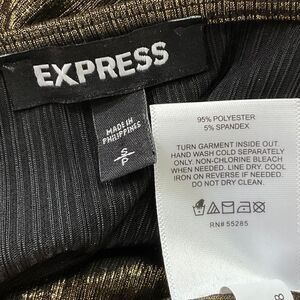 EXPRESS
MADE IN
PHILIPPINES
S
P
95% POLYESTER
5% SPANDEX
TURN GARMENT INSIDE OUT.
HAND WASH COLD SEPARATELY
ONLY. NON-CHLORINE BLEACH
WHEN NEEDED. LINE DRY. COOL
IRON ON REVERSE IF NEEDED.
DO NOT DRY CLEAN.
RN# 55285
8